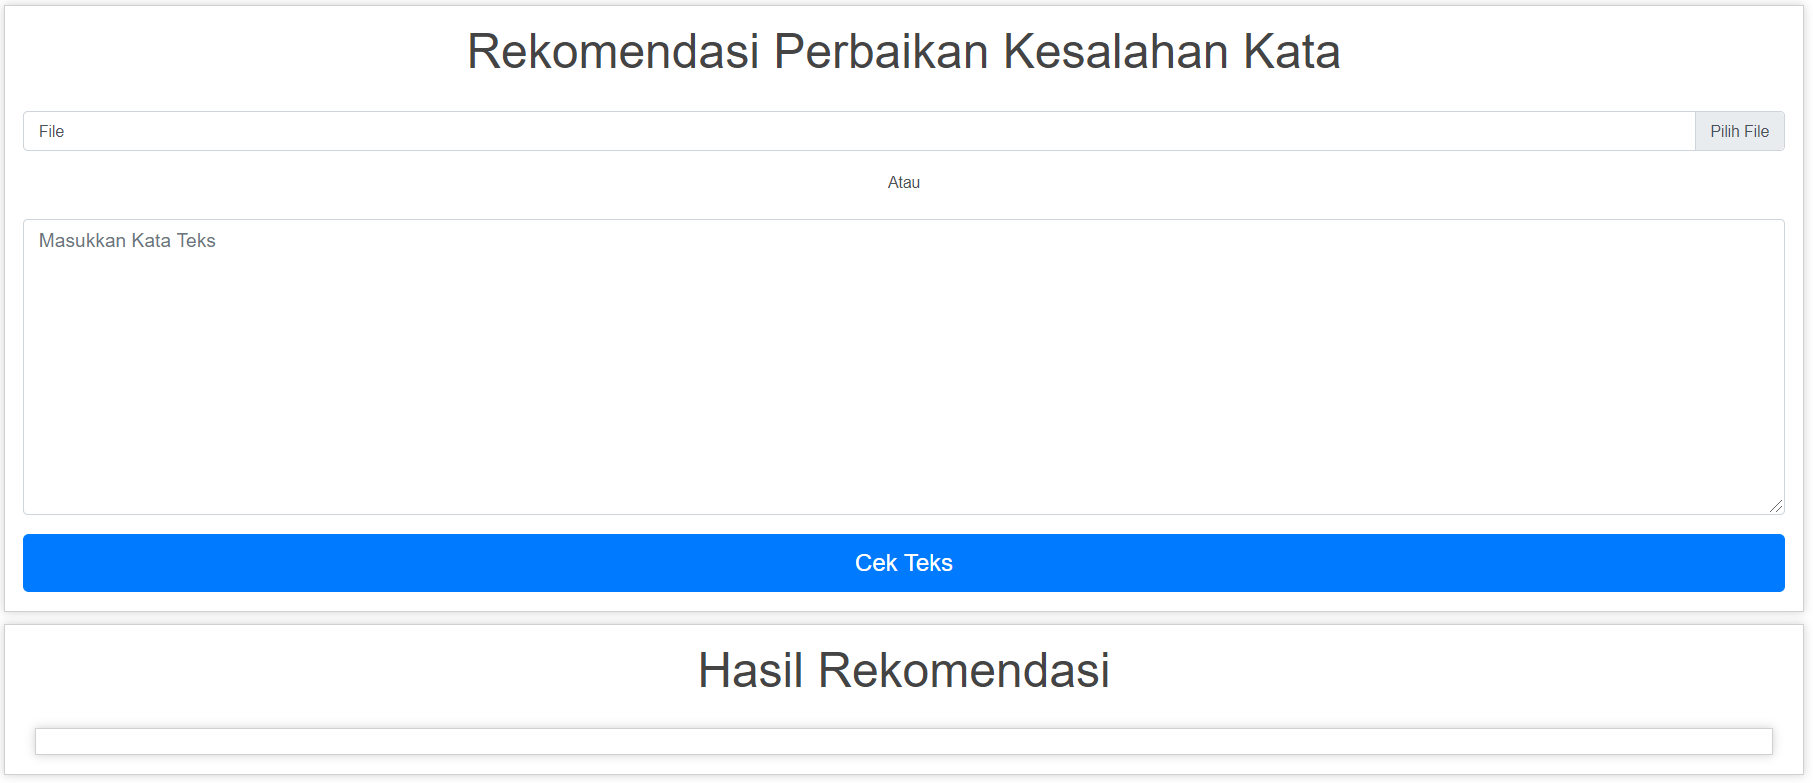 Rekomendasi Perbaikan Kesalahan Kata
File
Pilih File
Atau
Masukkan Kata Teks
Cek Teks
Hasil Rekomendasi